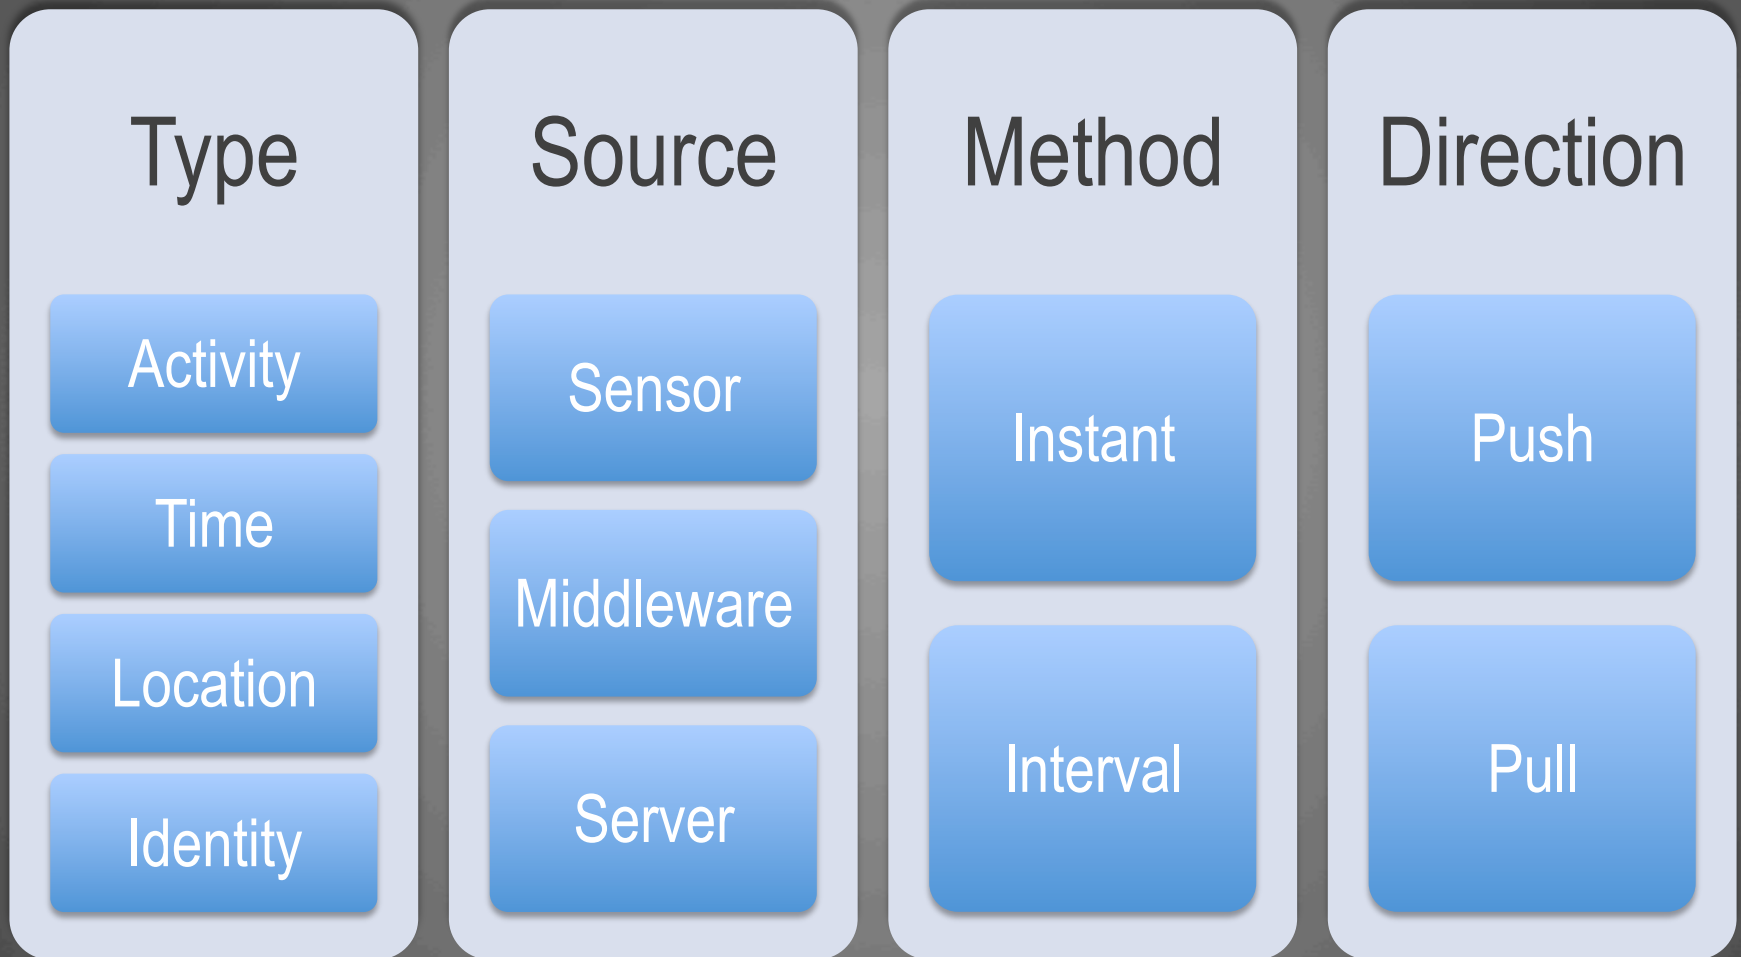 Type
Activity
Time
Location
Identity
Source
Sensor
Middleware
Server
Method
Instant
Interval
Direction
Push
Pull